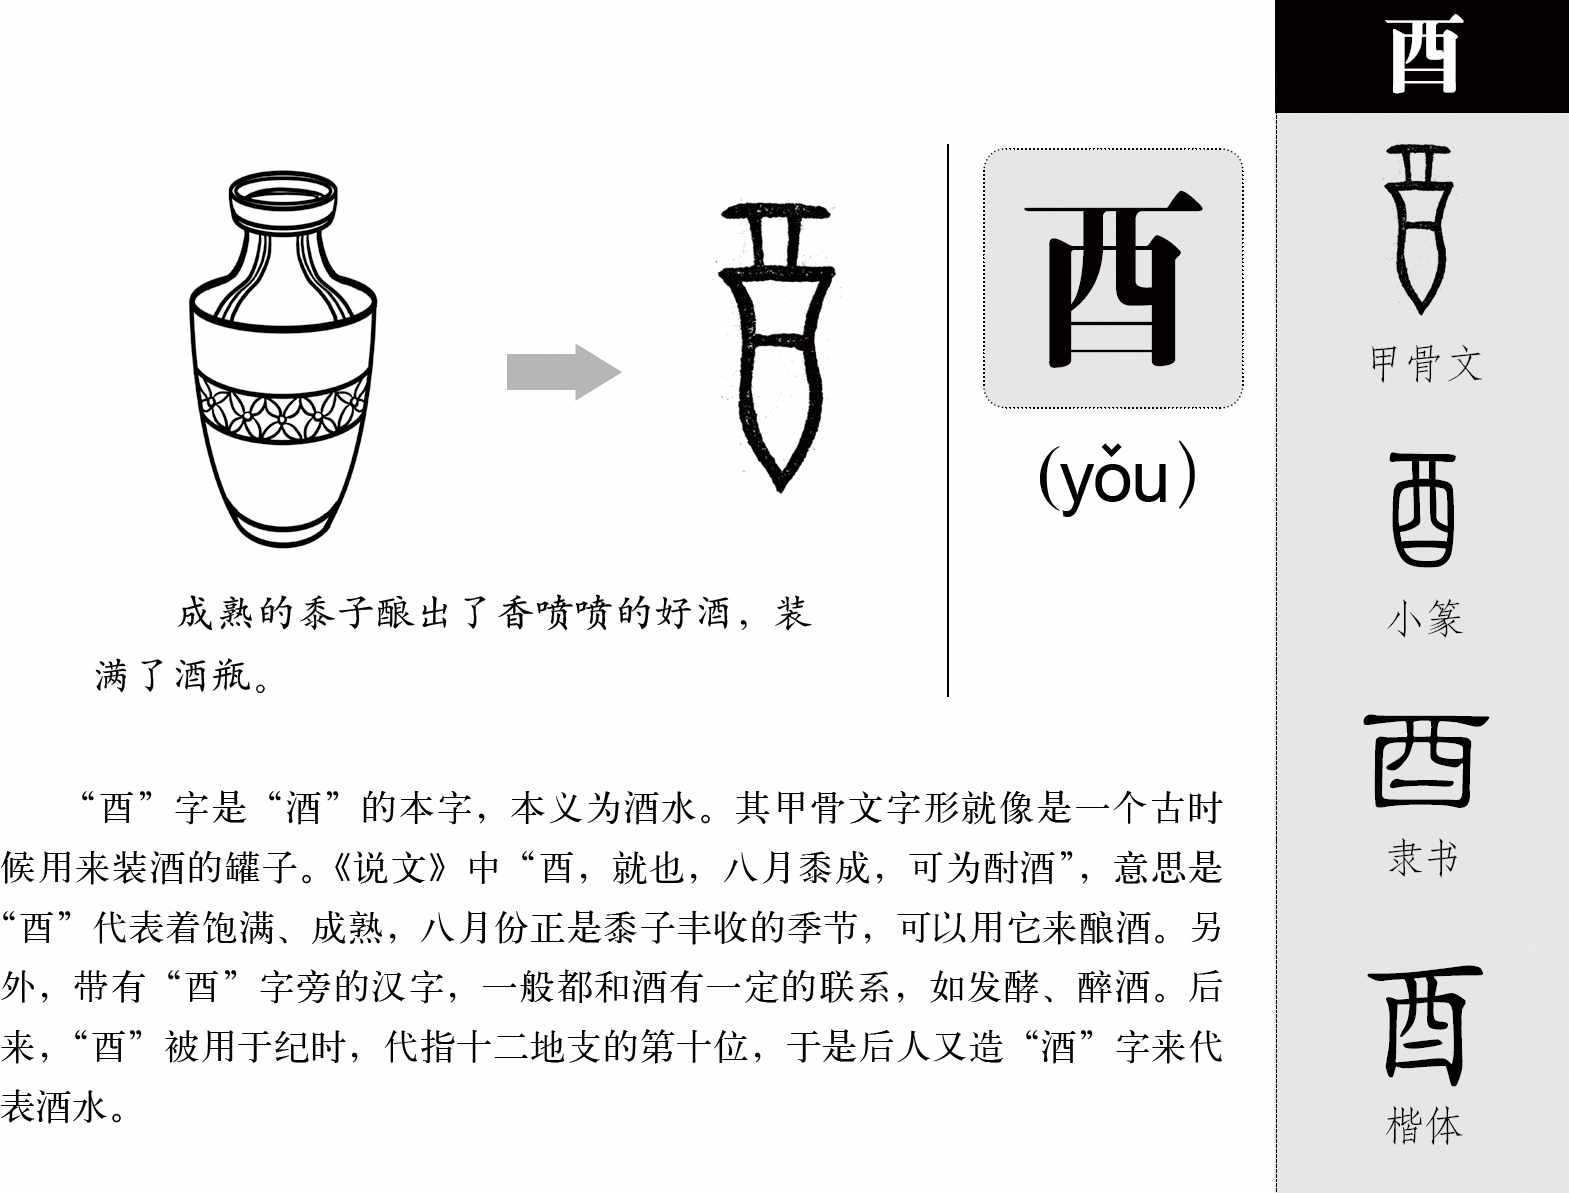 酉
(yǒu)
成熟的黍子酿出了香喷喷的好酒，装
满了酒瓶。
“酉”字是“酒”的本字，本义为酒水。其甲骨文字形就像是一个古时
候用来装酒的罐子。《说文》中“酉，就也，八月黍成，可为酎酒”，意思是
“酉”代表着饱满、成熟，八月份正是黍子丰收的季节，可以用它来酿酒。另
外，带有“酉”字旁的汉字，一般都和酒有一定的联系，如发酵、醉酒。后
来，“酉”被用于纪时，代指十二地支的第十位，于是后人又造“酒”字来代
表酒水。
酉
酉
甲骨文
酉
小篆
酉
隶书
酉
楷体